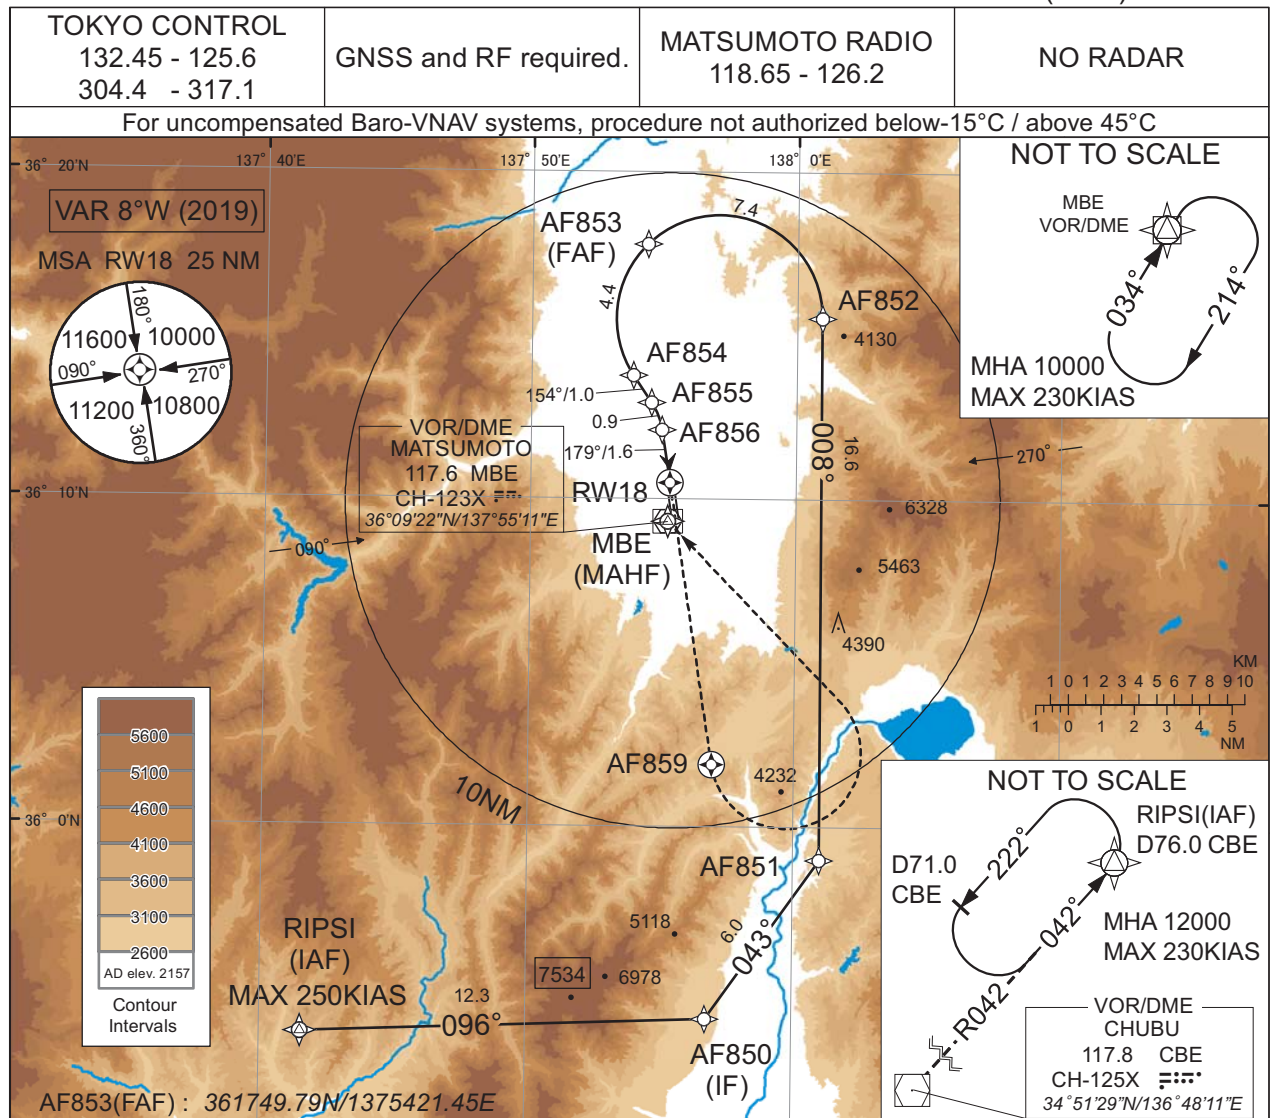 TOKYO CONTROL
132.45 - 125.6
304.4 - 317.1
GNSS and RF required.
MATSUMOTO RADIO
118.65 - 126.2
NO RADAR
For uncompensated Baro-VNAV systems, procedure not authorized below-15°C / above 45°C
36° 20'N
137° 40'E
137° 50'E
138° 0'E
VAR 8°W (2019)
MSA RW18 25 NM
180°
11600
10000
090°
270°
11200
10800
360°
AF853
(FAF)
7.4
4.4
AF852
4130
AF854
154°/1.0
AF855
0.9
AF856
179°/1.6
008°
16.6
VOR/DME
MATSUMOTO
117.6 MBE
CH-123X
36°09'22"N/137°55'11"E
RW18
MBE
(MAHF)
36° 10'N
090°
270°
6328
5463
4390
NOT TO SCALE
MBE
VOR/DME
034°
214°
MHA 10000
MAX 230KIAS
KM
1 0 1 2 3 4 5 6 7 8 9 10
1 0 1 2 3 4 5
NM
AF859
4232
10NM
36° 0'N
AF851
5600
5100
4600
4100
3600
3100
2600
AD elev. 2157
Contour
Intervals
RIPSI
(IAF)
MAX 250KIAS
12.3
096°
5118
7534
6978
6.0
043°
AF850
(IF)
AF853(FAF) : 361749.79N/1375421.45E
NOT TO SCALE
RIPSI(IAF)
D76.0 CBE
D71.0
CBE
222°
042°
R042
MHA 12000
MAX 230KIAS
VOR/DME
CHUBU
117.8 CBE
CH-125X
34°51'29"N/136°48'11"E